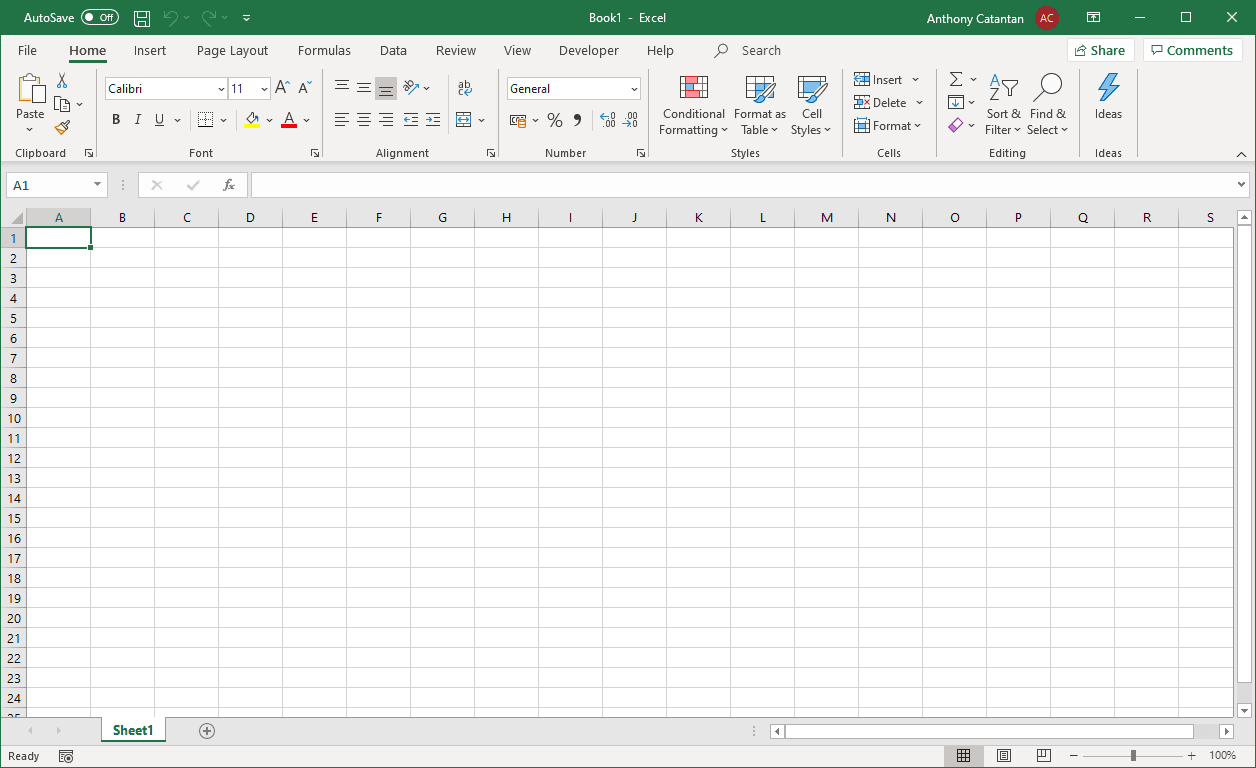 AutoSave Off Book1 - Excel Anthony Catantan AC
File Home Insert Page Layout Formulas Data Review View Developer Help Search Share Comments
Calibri 11 General
Paste
B I U A
ab
%
Conditional Formatting
Format as Table
Cell Styles
Insert
Delete
Format
Sort & Filter
Find & Select
Ideas
Clipboard Font Alignment Number Styles Cells Editing Ideas
A1 fx
A B C D E F G H I J K L M N O P Q R S
1
2
3
4
5
6
7
8
9
10
11
12
13
14
15
16
17
18
19
20
21
22
23
24
25
Sheet1
Ready 100%